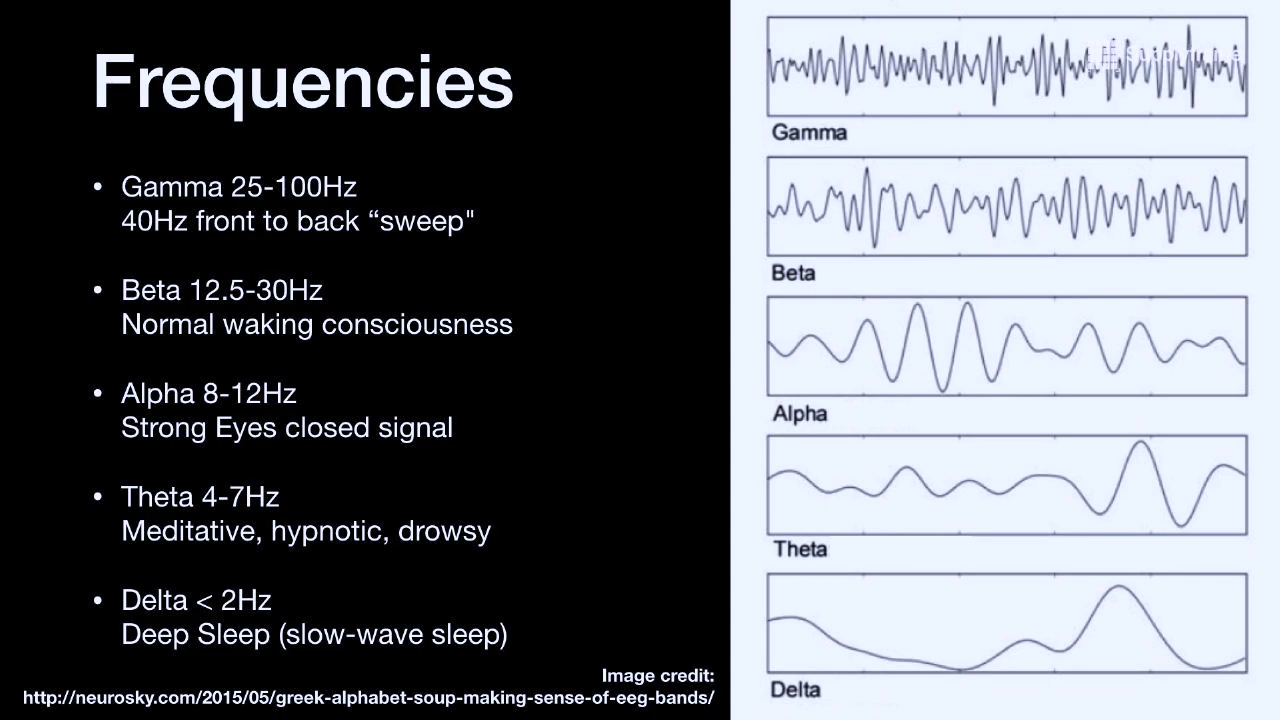 Frequencies
• Gamma 25-100Hz
40Hz front to back “sweep"
• Beta 12.5-30Hz
Normal waking consciousness
• Alpha 8-12Hz
Strong Eyes closed signal
• Theta 4-7Hz
Meditative, hypnotic, drowsy
• Delta < 2Hz
Deep Sleep (slow-wave sleep)
Image credit:
http://neurosky.com/2015/05/greek-alphabet-soup-making-sense-of-eeg-bands/
Gamma
Beta
Alpha
Theta
Delta